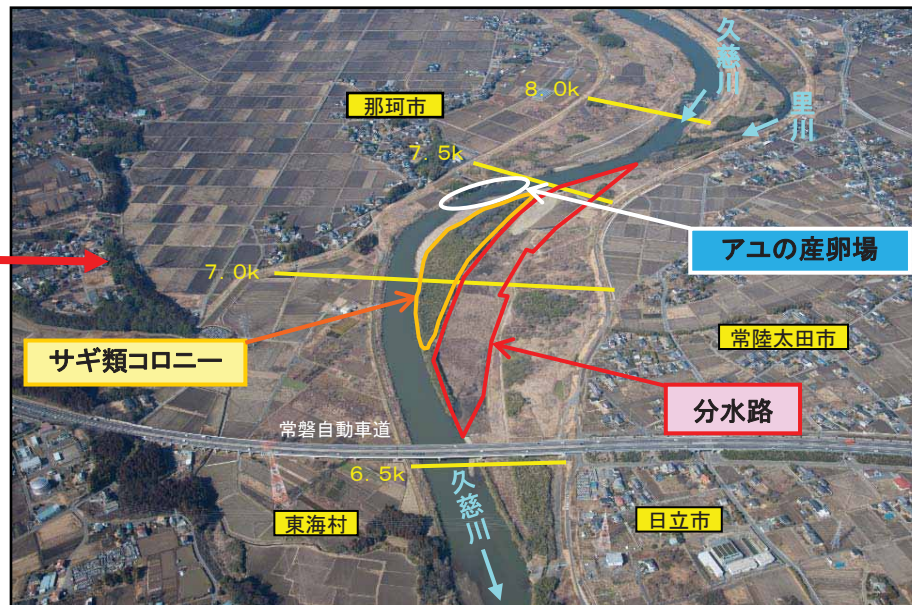 久慈川
里川
8.0k
那珂市
7.5k
アユの産卵場
7.0k
サギ類コロニー
常陸太田市
分水路
常磐自動車道
6.5k
久慈川
東海村
日立市